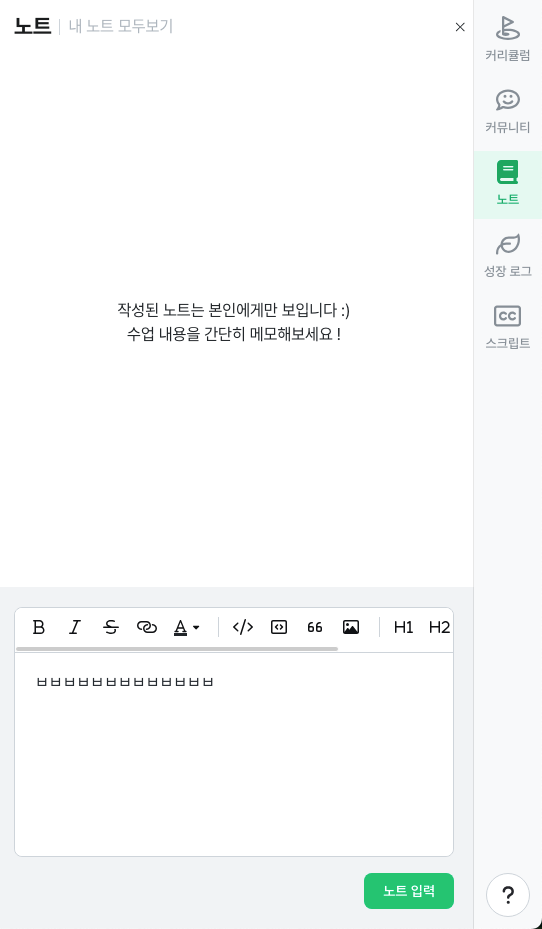 노트 내 노트 모두보기
커리큘럼
커뮤니티
노트
성장 로그
CC
스크립트
작성된 노트는 본인에게만 보입니다 :)
수업 내용을 간단히 메모해보세요 !
B I S A </> 66 H1 H2
ㅂㅂㅂㅂㅂㅂㅂㅂㅂㅂㅂㅂㅂ
노트 입력
?